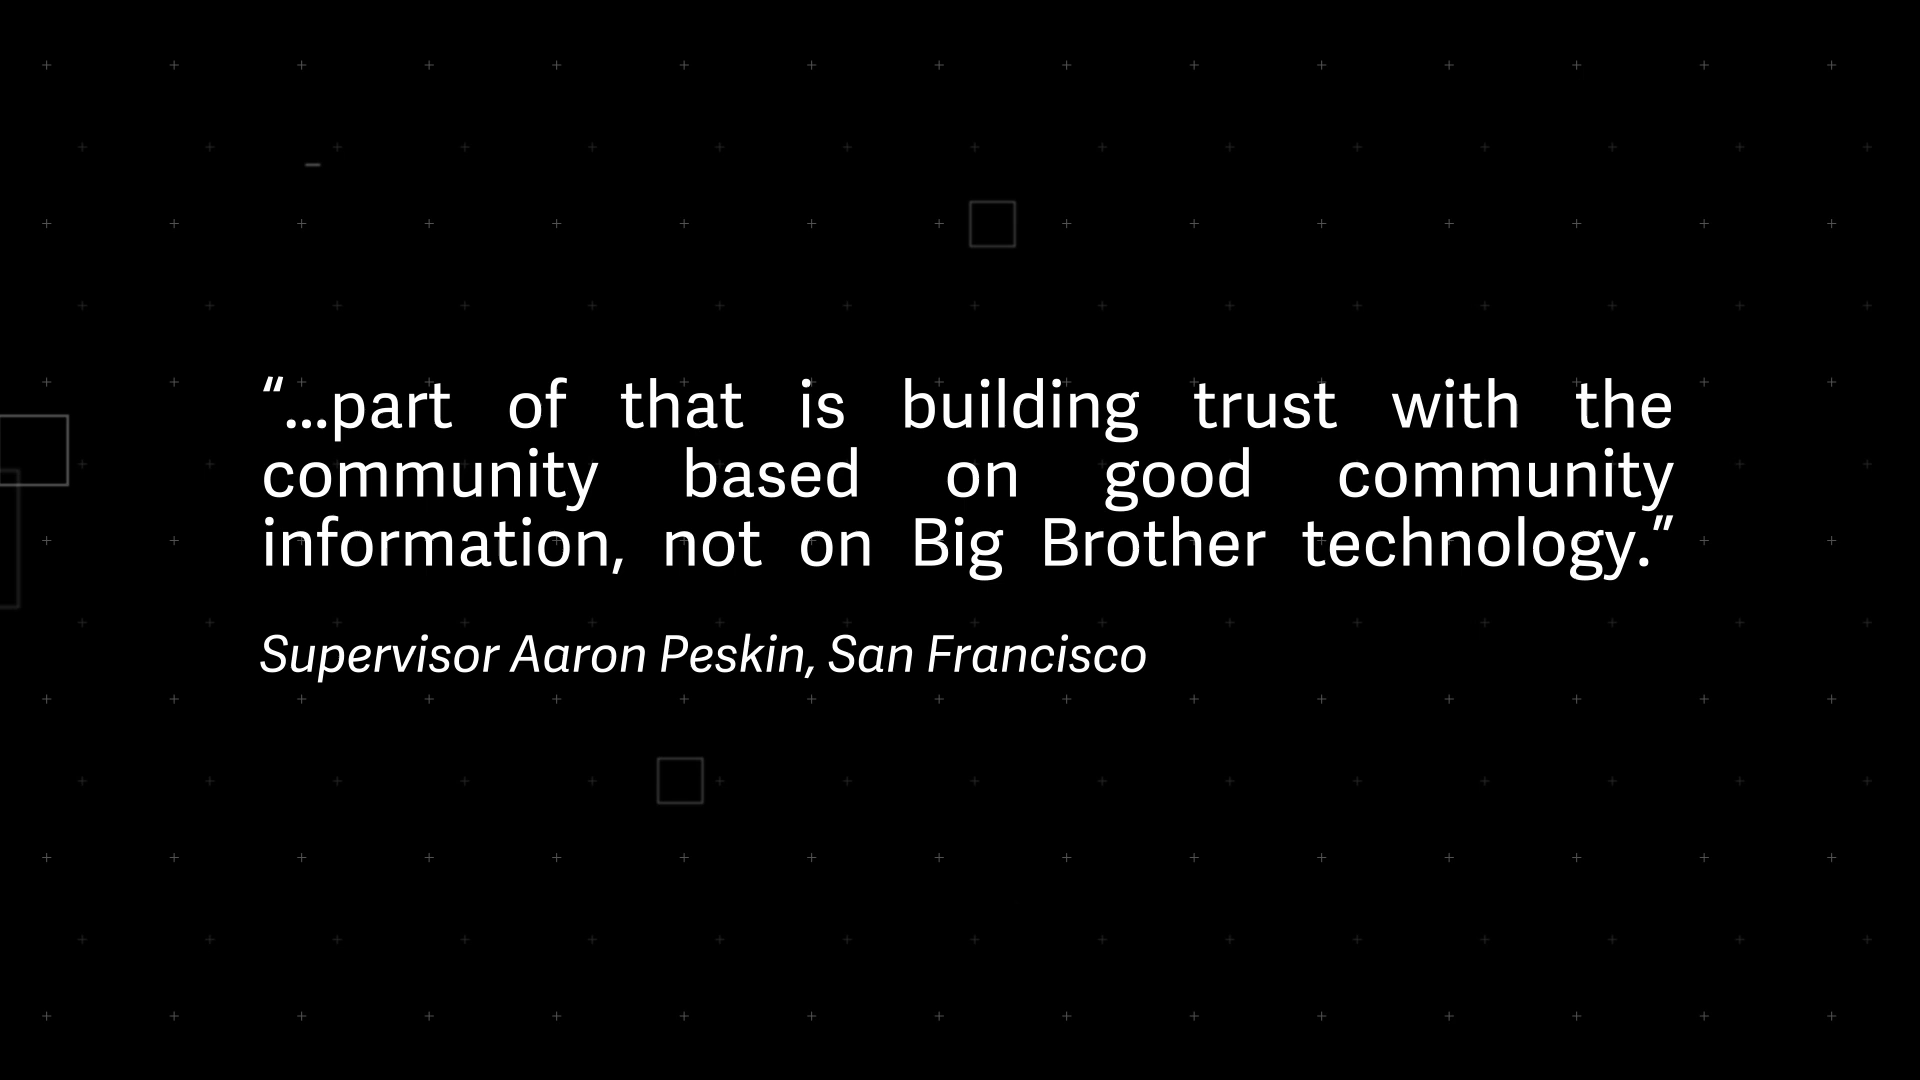 “...part of that is building trust with the
community based on good community
information, not on Big Brother technology.”
Supervisor Aaron Peskin, San Francisco